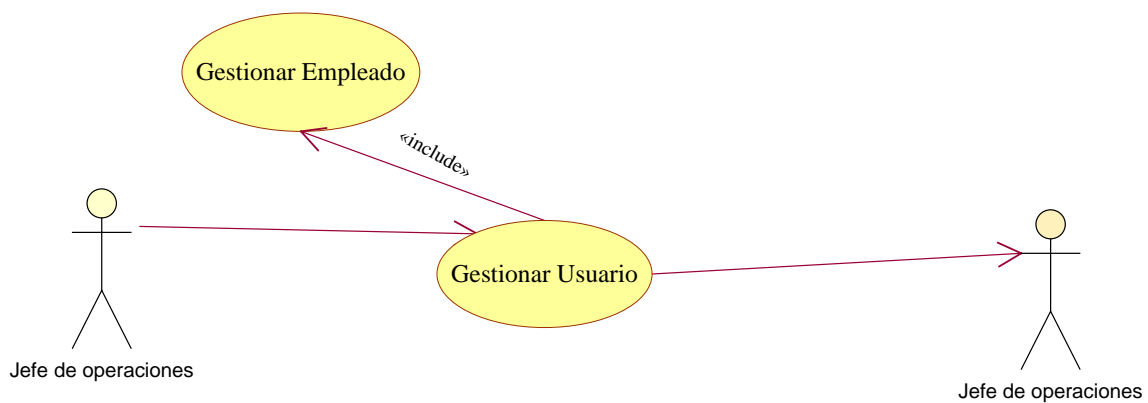 Gestionar Empleado
«include»
Gestionar Usuario
Jefe de operaciones
Jefe de operaciones